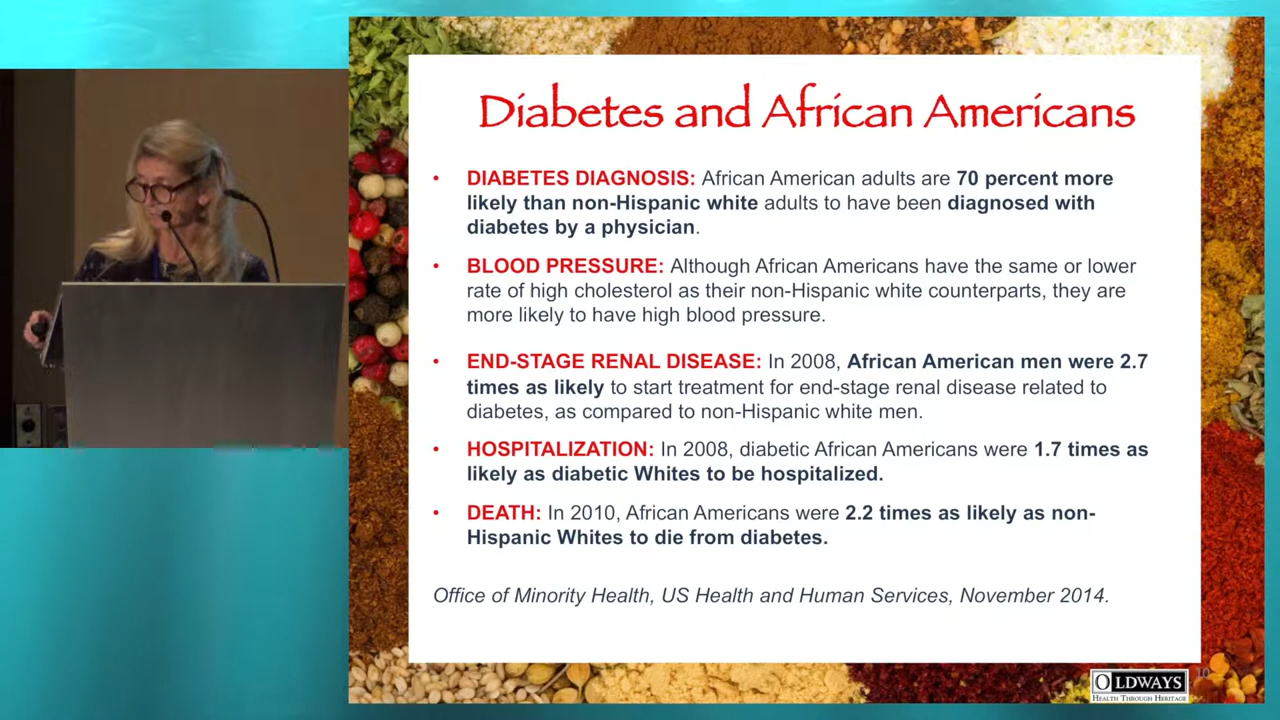 Diabetes and African Americans
• DIABETES DIAGNOSIS: African American adults are 70 percent more
likely than non-Hispanic white adults to have been diagnosed with
diabetes by a physician.
• BLOOD PRESSURE: Although African Americans have the same or lower
rate of high cholesterol as their non-Hispanic white counterparts, they are
more likely to have high blood pressure.
• END-STAGE RENAL DISEASE: In 2008, African American men were 2.7
times as likely to start treatment for end-stage renal disease related to
diabetes, as compared to non-Hispanic white men.
• HOSPITALIZATION: In 2008, diabetic African Americans were 1.7 times as
likely as diabetic Whites to be hospitalized.
• DEATH: In 2010, African Americans were 2.2 times as likely as non-
Hispanic Whites to die from diabetes.
Office of Minority Health, US Health and Human Services, November 2014.
OLDWAYS
HEALTH THROUGH HERITAGE
10